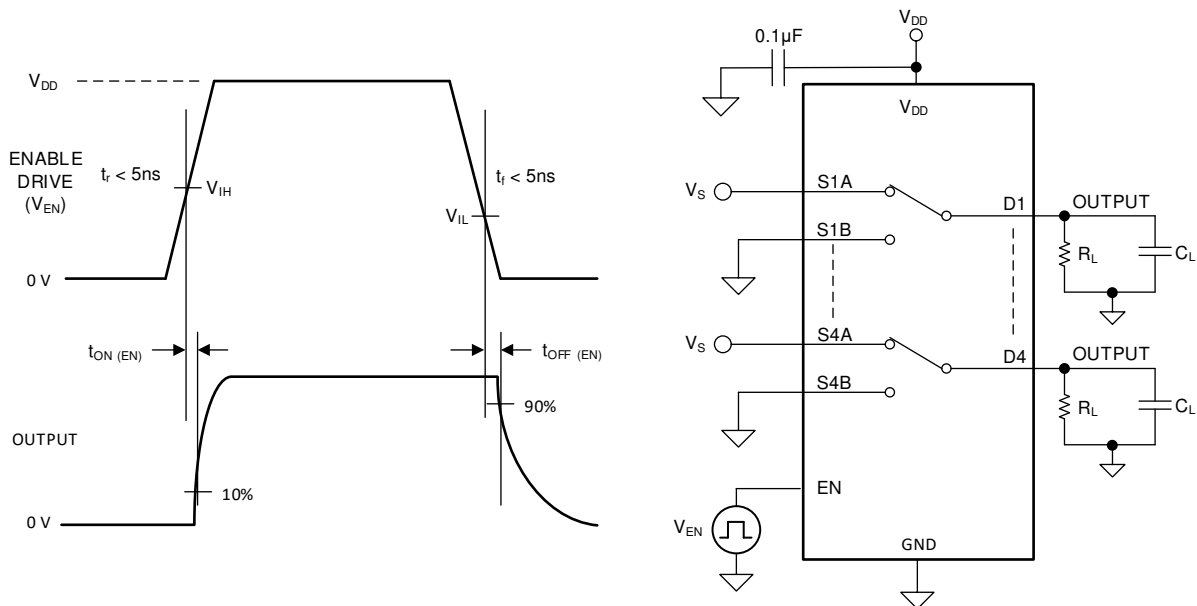 V_DD
ENABLE
DRIVE
(V_EN)
t_r < 5ns
V_IH
V_IL
t_f < 5ns
0 V
t_ON (EN)
t_OFF (EN)
90%
OUTPUT
10%
0 V
V_DD
0.1µF
V_DD
V_S
S1A
D1
OUTPUT
S1B
R_L
C_L
V_S
S4A
D4
OUTPUT
S4B
R_L
C_L
EN
V_EN
GND